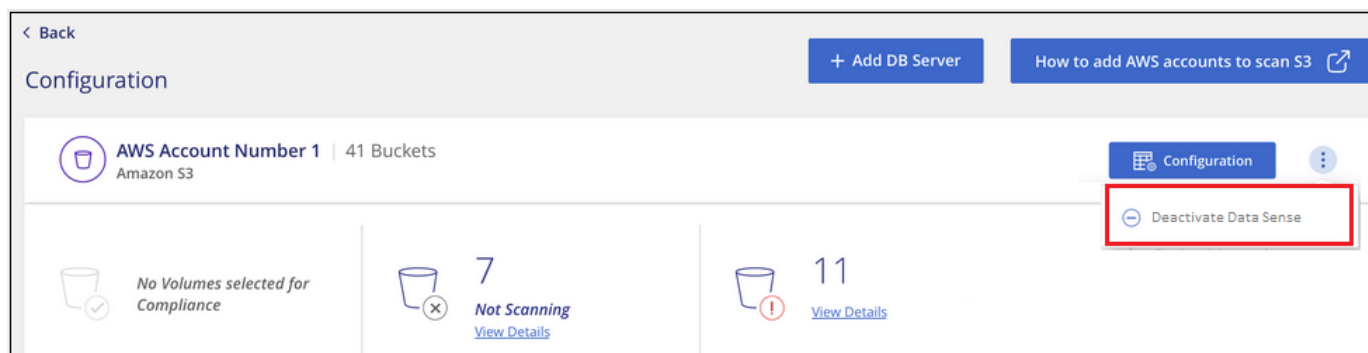 < Back
Configuration
+ Add DB Server
How to add AWS accounts to scan S3
AWS Account Number 1 | 41 Buckets
Amazon S3
Configuration
Deactivate Data Sense
No Volumes selected for
Compliance
7
Not Scanning
View Details
11
View Details